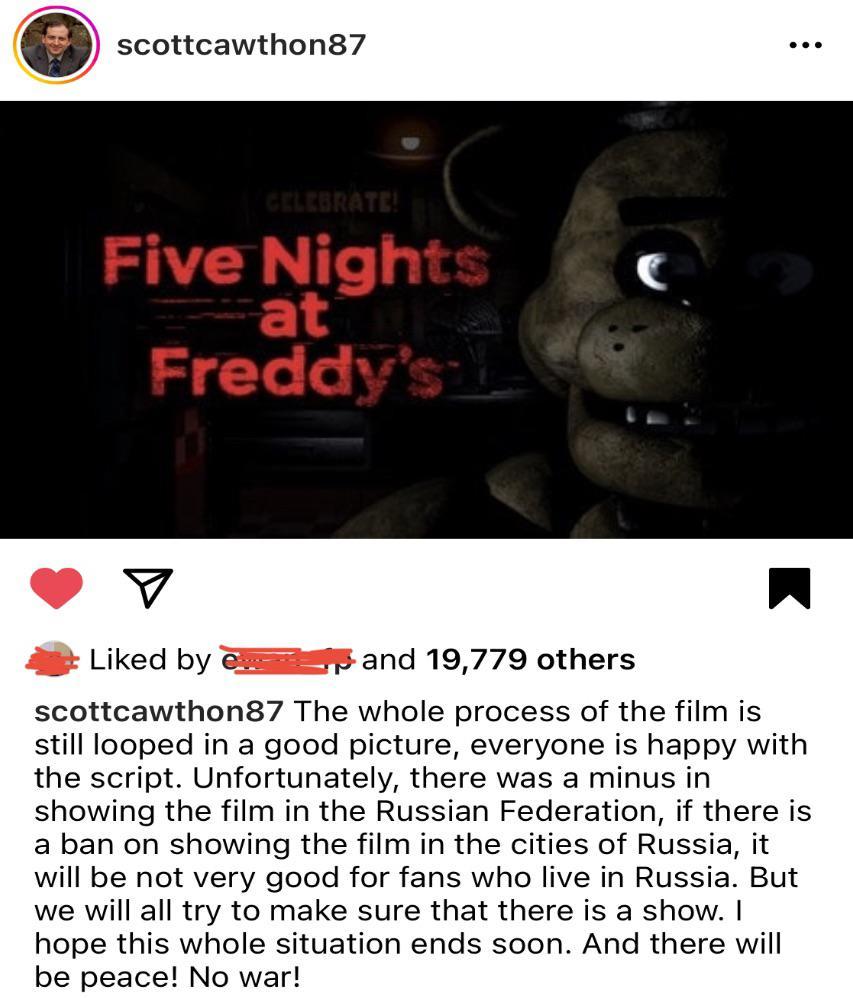 scottcawthon87
CELEBRATE!
Five Nights
at
Freddy's
Liked by and 19,779 others
scottcawthon87 The whole process of the film is
still looped in a good picture, everyone is happy with
the script. Unfortunately, there was a minus in
showing the film in the Russian Federation, if there is
a ban on showing the film in the cities of Russia, it
will be not very good for fans who live in Russia. But
we will all try to make sure that there is a show. I
hope this whole situation ends soon. And there will
be peace! No war!